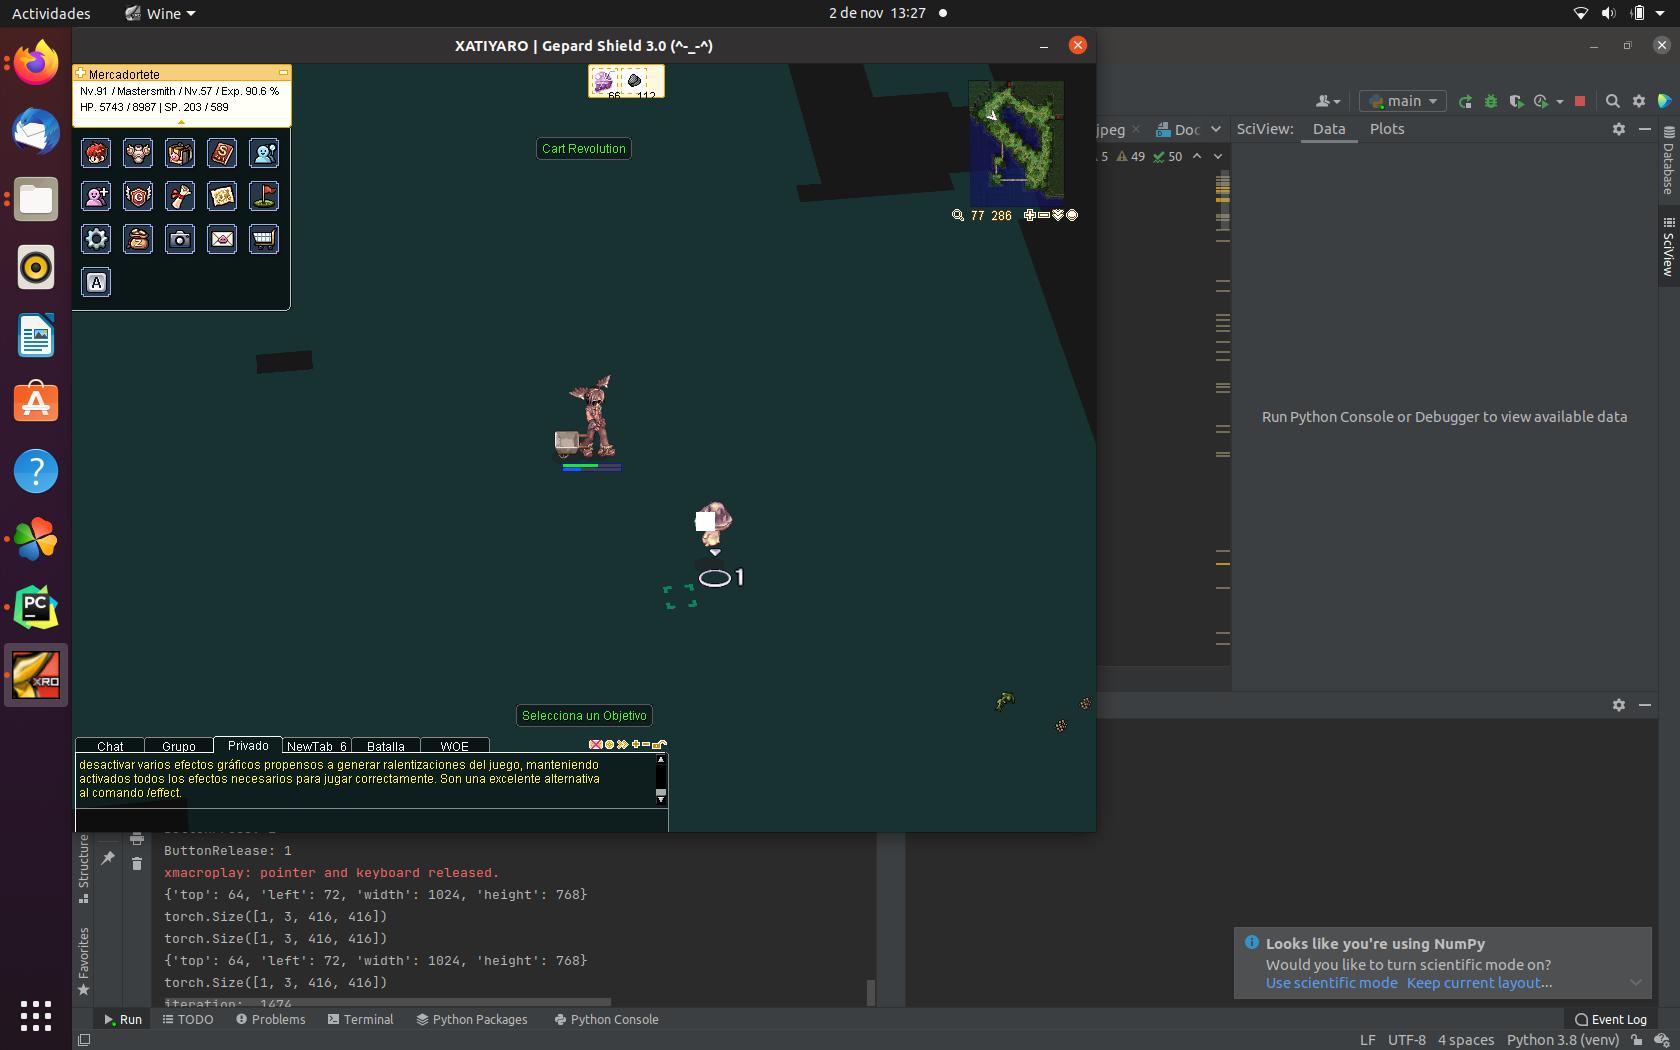 Actividades
Wine
2 de nov 13:27
XATIYARO | Gepard Shield 3.0 (^-_-^)
Mercadortete
Nv.91 / Mastersmith / Nv.57 / Exp. 90.6 %
HP. 5743 / 8987 | SP. 203 / 589
A
66
112
Cart Revolution
77 286
1
Selecciona un Objetivo
Chat
Grupo
Privado
NewTab 6
Batalla
WOE
desactivar varios efectos gráficos propensos a generar ralentizaciones del juego, manteniendo
activados todos los efectos necesarios para jugar correctamente. Son una excelente alternativa
al comando /effect.
main
jpeg
Doc
SciView:
Data
Plots
5
49
50
Database
SciView
Run Python Console or Debugger to view available data
PC
XRO
Structure
Favorites
ButtonRelease: 1
xmacroplay: pointer and keyboard released.
{'top': 64, 'left': 72, 'width': 1024, 'height': 768}
torch.Size([1, 3, 416, 416])
torch.Size([1, 3, 416, 416])
{'top': 64, 'left': 72, 'width': 1024, 'height': 768}
torch.Size([1, 3, 416, 416])
iteration: 1474
Looks like you're using NumPy
Would you like to turn scientific mode on?
Use scientific mode Keep current layout...
Run
TODO
Problems
Terminal
Python Packages
Python Console
Event Log
LF
UTF-8
4 spaces
Python 3.8 (venv)